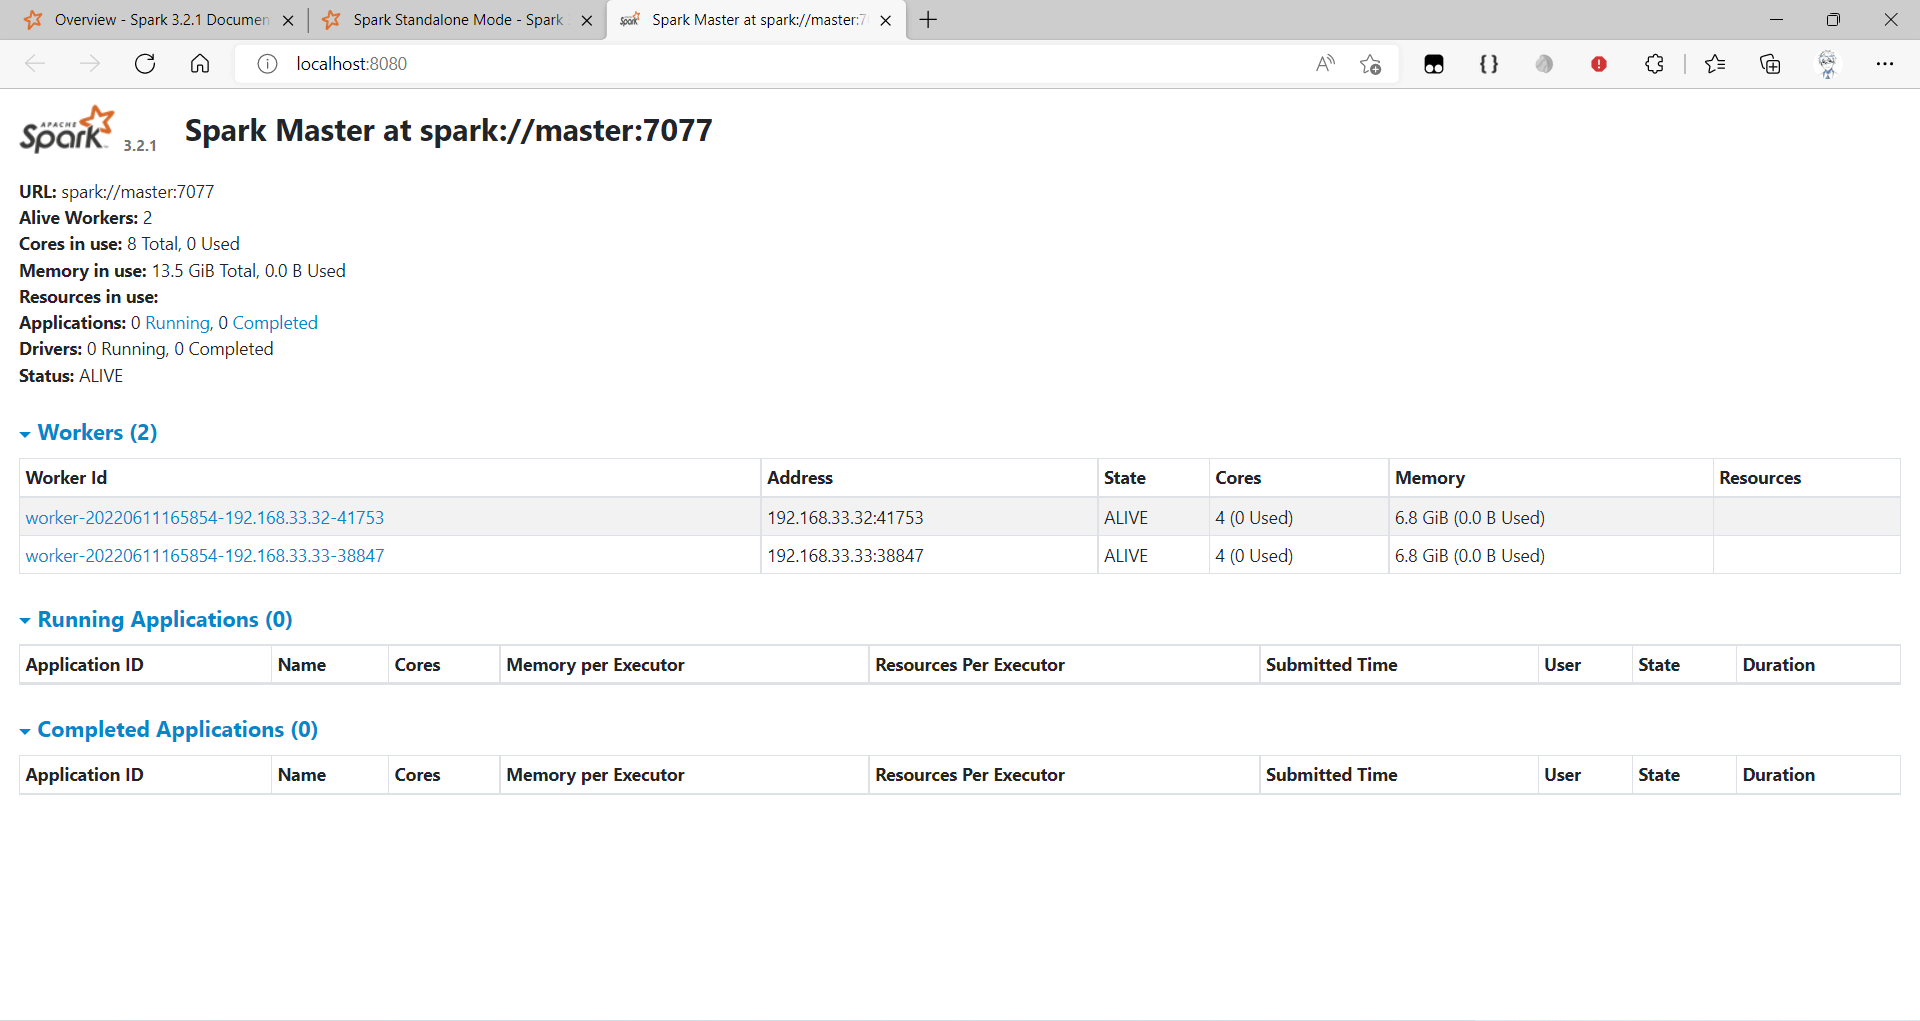 Overview - Spark 3.2.1 Documen
Spark Standalone Mode - Spark
Spark Master at spark://master:7
localhost:8080
APACHE
Spark
3.2.1
Spark Master at spark://master:7077
URL: spark://master:7077
Alive Workers: 2
Cores in use: 8 Total, 0 Used
Memory in use: 13.5 GiB Total, 0.0 B Used
Resources in use:
Applications: 0 Running, 0 Completed
Drivers: 0 Running, 0 Completed
Status: ALIVE
Workers (2)
Worker Id Address State Cores Memory Resources
worker-20220611165854-192.168.33.32-41753 192.168.33.32:41753 ALIVE 4 (0 Used) 6.8 GiB (0.0 B Used)
worker-20220611165854-192.168.33.33-38847 192.168.33.33:38847 ALIVE 4 (0 Used) 6.8 GiB (0.0 B Used)
Running Applications (0)
Application ID Name Cores Memory per Executor Resources Per Executor Submitted Time User State Duration
Completed Applications (0)
Application ID Name Cores Memory per Executor Resources Per Executor Submitted Time User State Duration